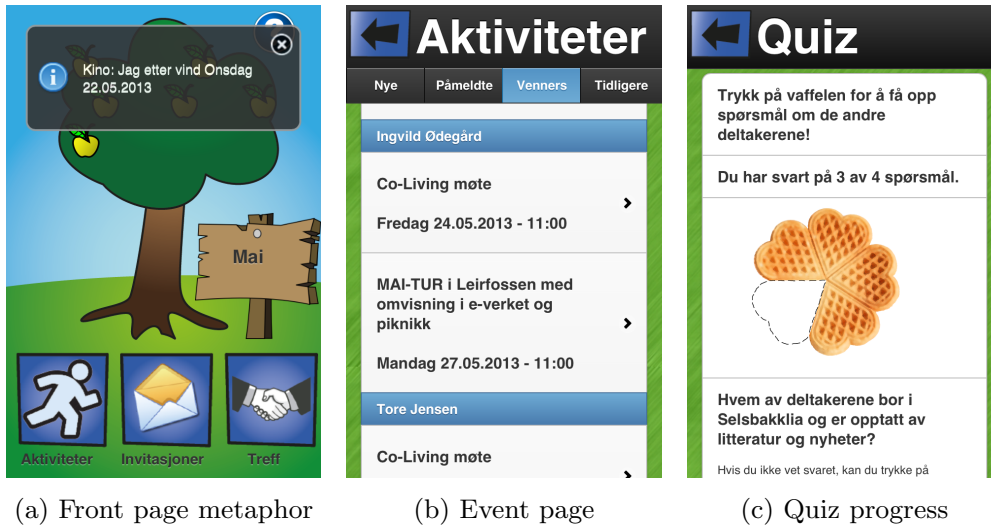 Kino: Jag etter vind Onsdag
22.05.2013
Mai
Aktiviteter
Invitasjoner
Treff
(a) Front page metaphor
Aktiviteter
Nye
Påmeldte
Venners
Tidligere
Ingvild Ødegård
Co-Living møte
Fredag 24.05.2013 - 11:00
MAI-TUR i Leirfossen med
omvisning i e-verket og
piknikk
Mandag 27.05.2013 - 11:00
Tore Jensen
Co-Living møte
(b) Event page
Quiz
Trykk på vaffelen for å få opp
spørsmål om de andre
deltakerene!
Du har svart på 3 av 4 spørsmål.
Hvem av deltakerene bor i
Selsbakklia og er opptatt av
litteratur og nyheter?
Hvis du ikke vet svaret, kan du trykke på
(c) Quiz progress